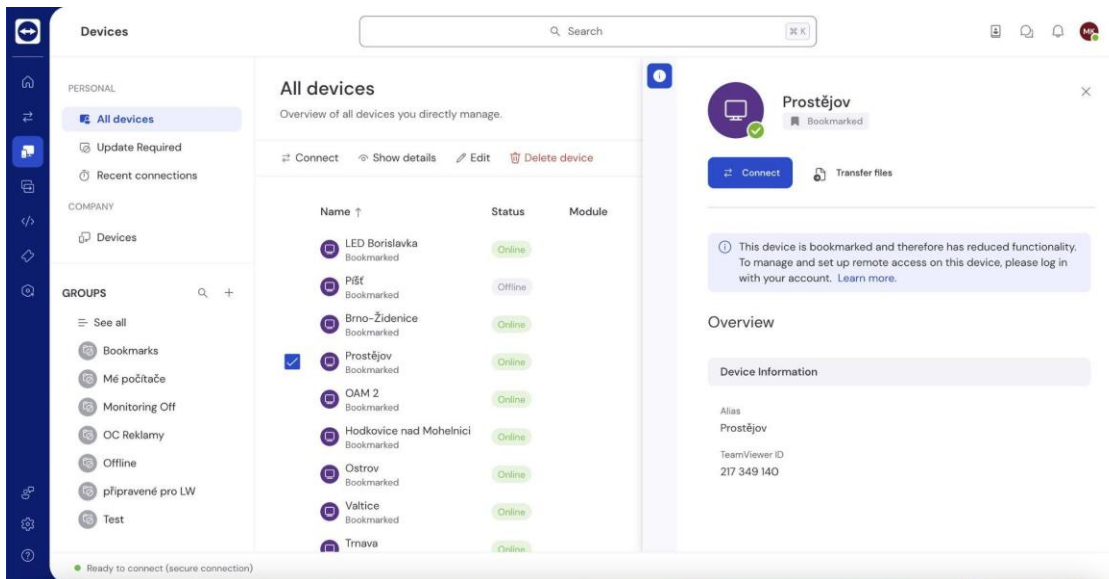 Devices
Search
⌘ K
MK
PERSONAL
All devices
Update Required
Recent connections
COMPANY
Devices
GROUPS
See all
Bookmarks
Mé počítače
Monitoring Off
OC Reklamy
Offline
připravené pro LW
Test
All devices
Overview of all devices you directly manage.
Connect Show details Edit Delete device
Name ↑ Status Module
LED Borislavka
Bookmarked
Online
Píšť
Bookmarked
Offline
Brno-Židenice
Bookmarked
Online
Prostějov
Bookmarked
Online
OAM 2
Bookmarked
Online
Hodkovice nad Mohelnicí
Bookmarked
Online
Ostrov
Bookmarked
Online
Valtice
Bookmarked
Online
Trnava
Online
Prostějov
Bookmarked
Connect Transfer files
This device is bookmarked and therefore has reduced functionality.
To manage and set up remote access on this device, please log in
with your account. Learn more.
Overview
Device Information
Alias
Prostějov
TeamViewer ID
217 349 140
Ready to connect (secure connection)